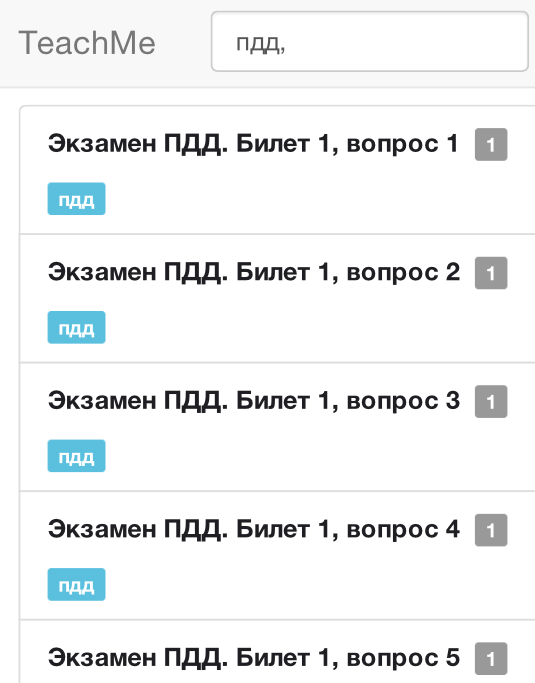 TeachMe
пдд,
Экзамен ПДД. Билет 1, вопрос 1 1
пдд
Экзамен ПДД. Билет 1, вопрос 2 1
пдд
Экзамен ПДД. Билет 1, вопрос 3 1
пдд
Экзамен ПДД. Билет 1, вопрос 4 1
пдд
Экзамен ПДД. Билет 1, вопрос 5 1